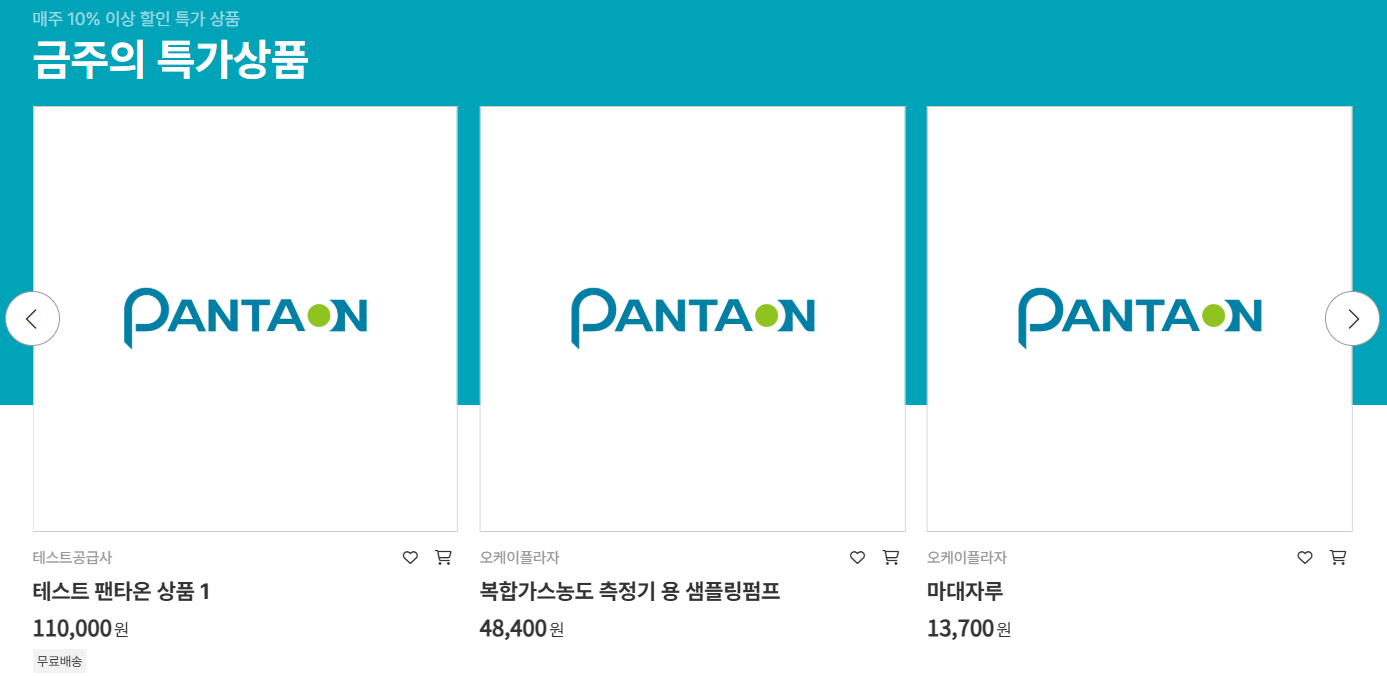 매주 10% 이상 할인 특가 상품
금주의 특가상품
PANTAON
PANTAON
PANTAON
테스트공급사
테스트 팬타온 상품 1
110,000원
무료배송
오케이플라자
복합가스농도 측정기 용 샘플링펌프
48,400원
오케이플라자
마대자루
13,700원